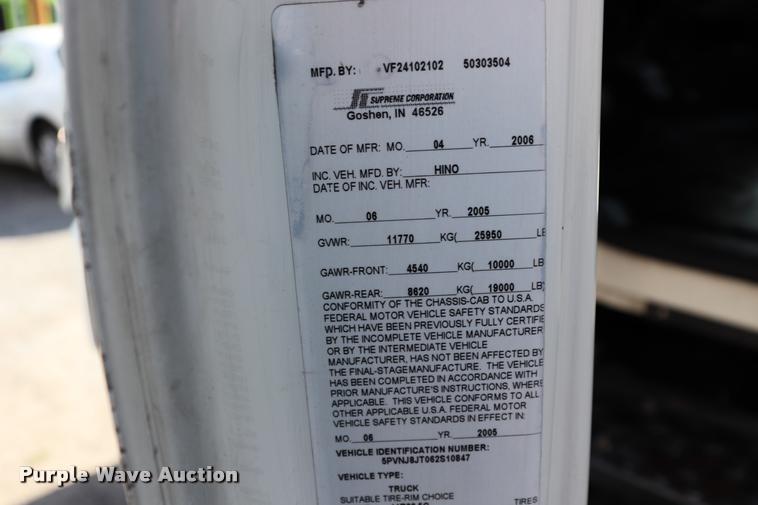 MFD. BY: VF24102102 50303504
SUPREME CORPORATION
Goshen, IN 46526
DATE OF MFR: MO. 04 YR. 2006
INC. VEH. MFD. BY: HINO
DATE OF INC. VEH. MFR:
MO. 06 YR. 2005
GVWR: 11770 KG( 25950 LB
GAWR-FRONT: 4540 KG( 10000 LB
GAWR-REAR: 8620 KG( 19000 LB)
CONFORMITY OF THE CHASSIS-CAB TO U.S.A.
FEDERAL MOTOR VEHICLE SAFETY STANDARDS
WHICH HAVE BEEN PREVIOUSLY FULLY CERTIFIE
BY THE INCOMPLETE VEHICLE MANUFACTURER
OR BY THE INTERMEDIATE VEHICLE
MANUFACTURER, HAS NOT BEEN AFFECTED BY
THE FINAL-STAGEMANUFACTURE. THE VEHICLE
HAS BEEN COMPLETED IN ACCORDANCE WITH
PRIOR MANUFACTURE'S INSTRUCTIONS, WHERE
APPLICABLE. THIS VEHICLE CONFORMS TO ALL
OTHER APPLICABLE U.S.A. FEDERAL MOTOR
VEHICLE SAFETY STANDARDS IN EFFECT IN:
MO. 06 YR. 2005
VEHICLE IDENTIFICATION NUMBER:
5PVNJ8JT062S10847
VEHICLE TYPE:
TRUCK
SUITABLE TIRE-RIM CHOICE
TIRES
Purple Wave Auction